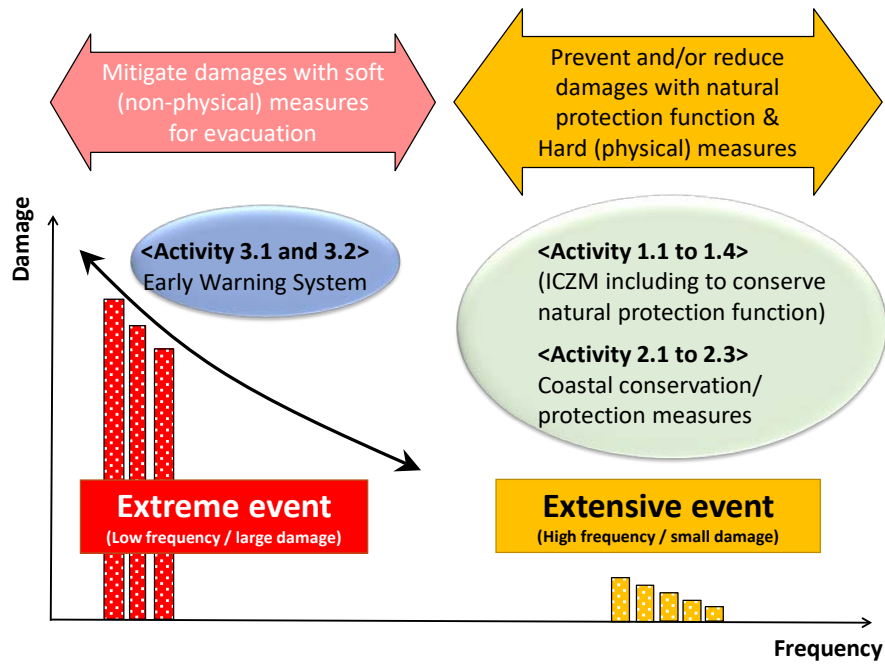 Mitigate damages with soft
(non-physical) measures
for evacuation
Prevent and/or reduce
damages with natural
protection function &
Hard (physical) measures
Damage
<Activity 3.1 and 3.2>
Early Warning System
<Activity 1.1 to 1.4>
(ICZM including to conserve
natural protection function)
<Activity 2.1 to 2.3>
Coastal conservation/
protection measures
Extreme event
(Low frequency / large damage)
Extensive event
(High frequency / small damage)
Frequency